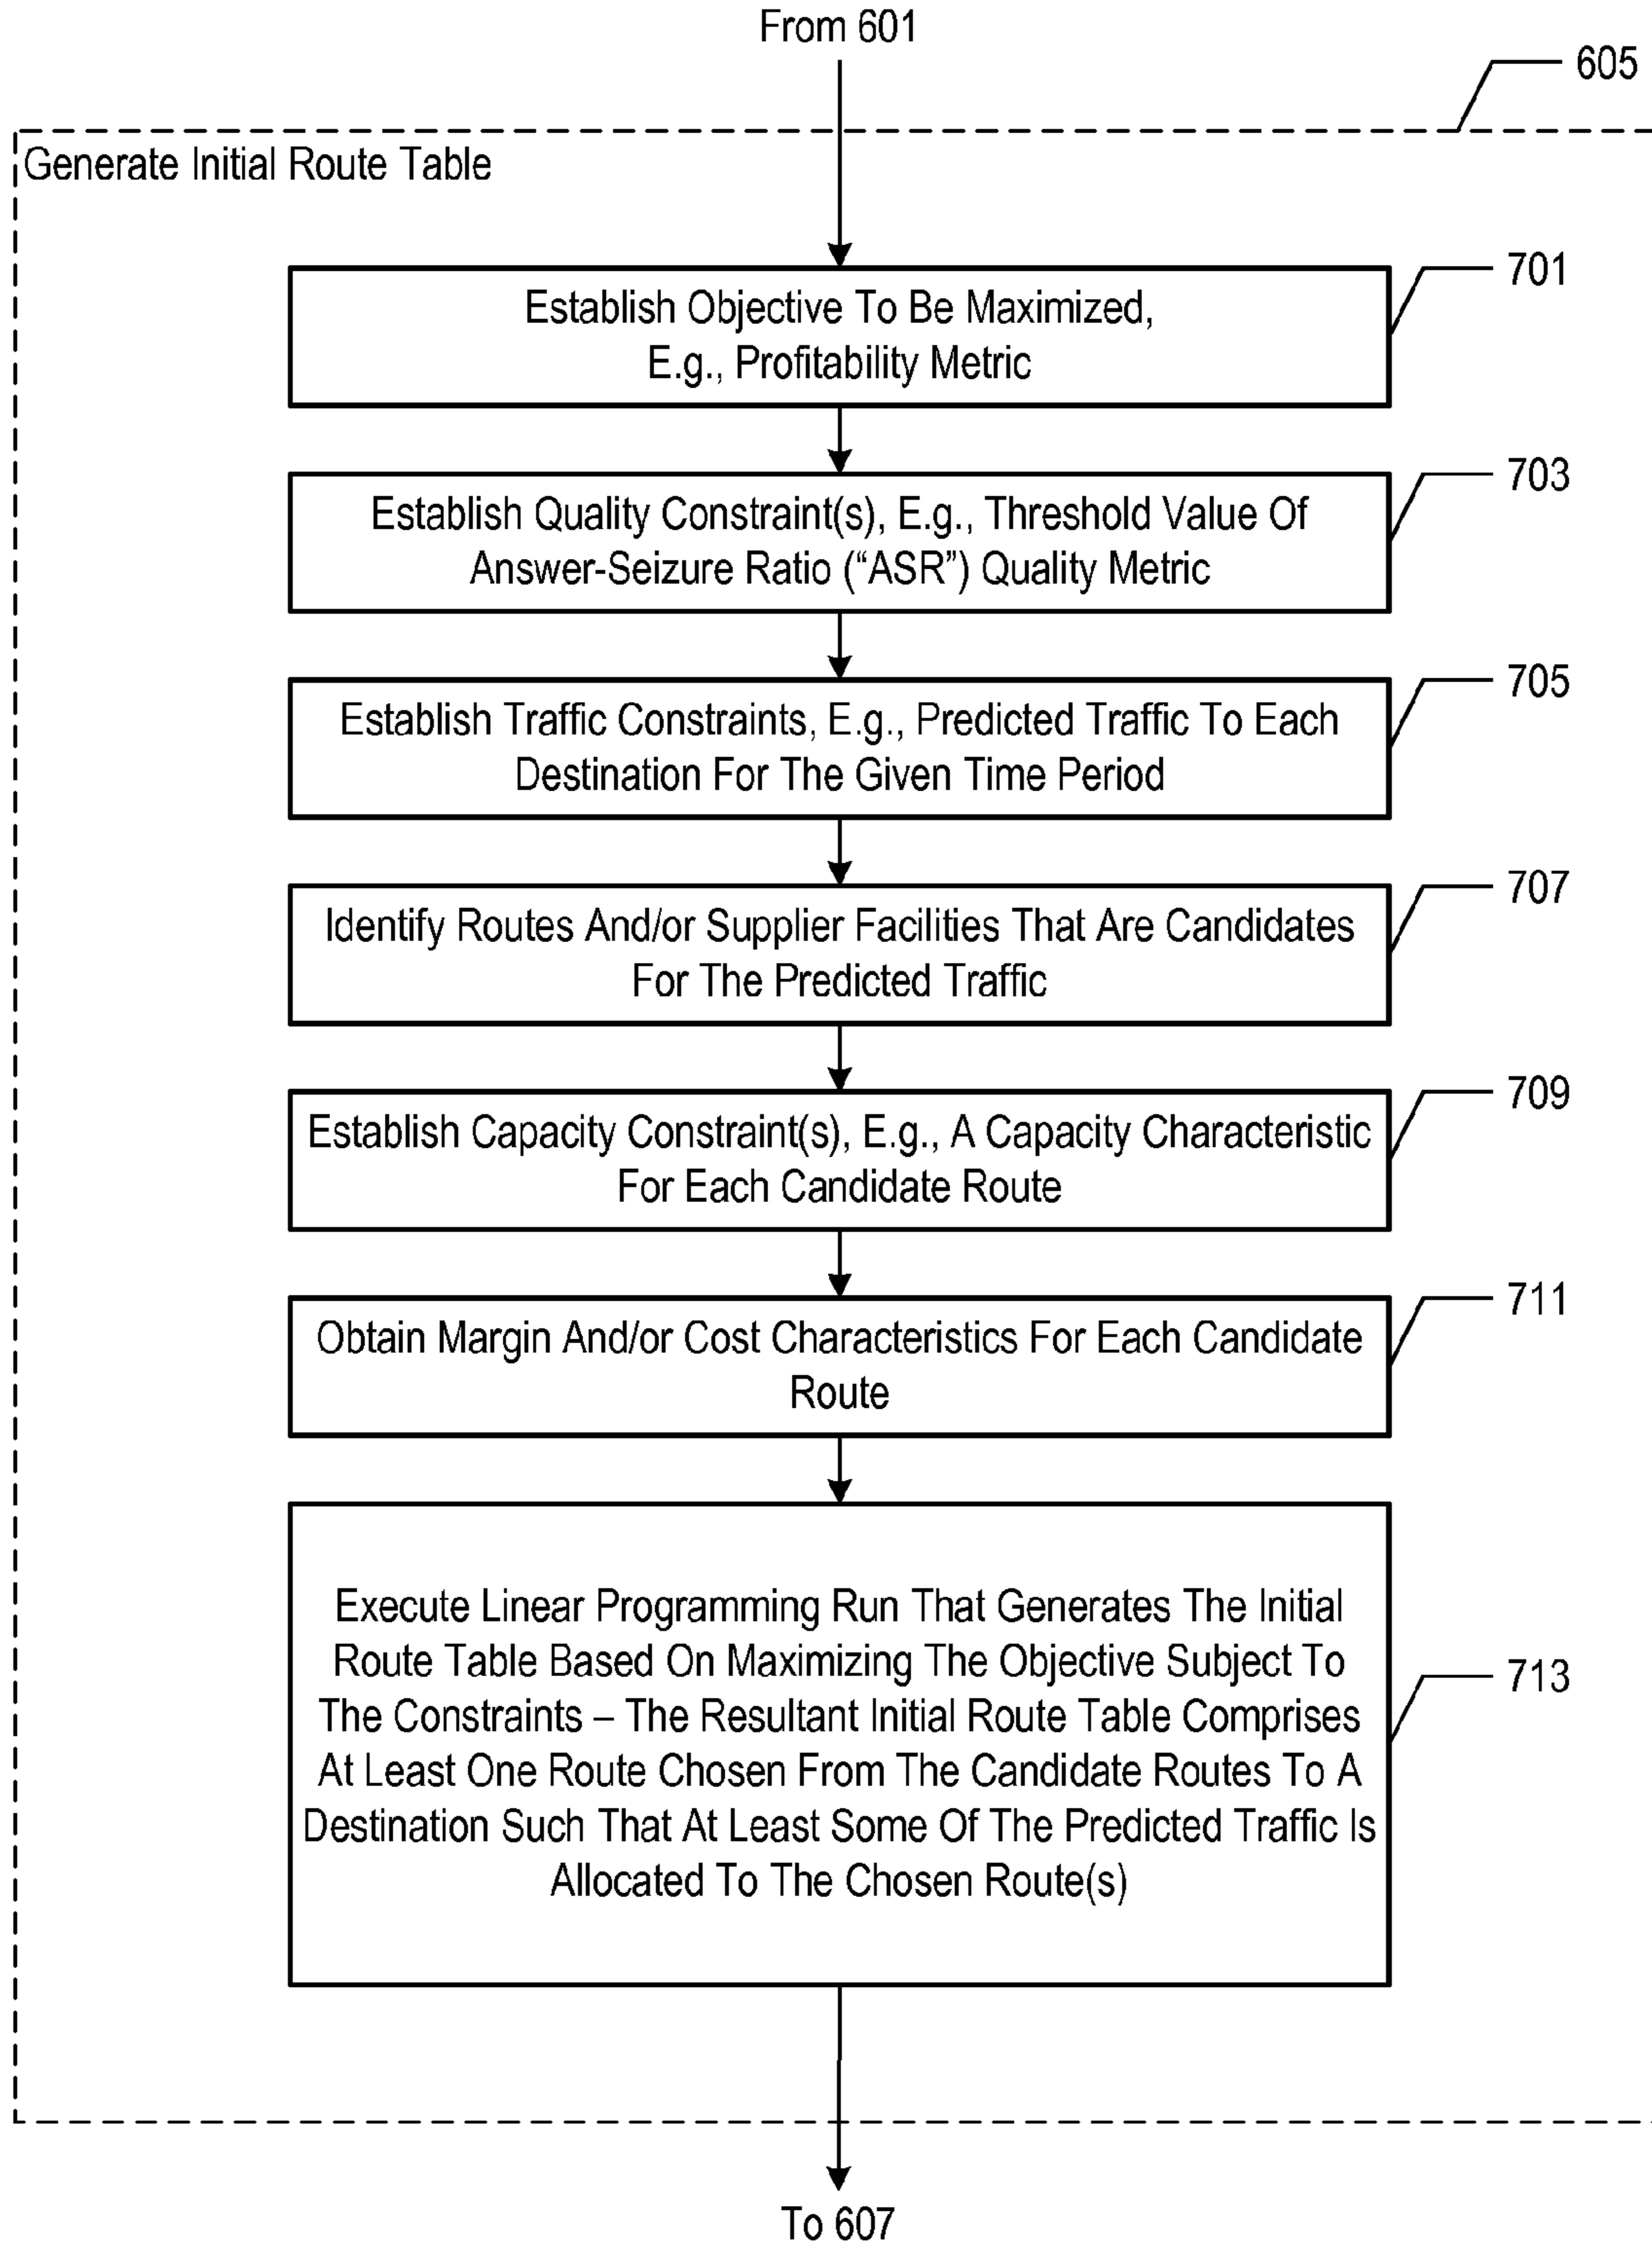 From 601
605
Generate Initial Route Table
701
Establish Objective To Be Maximized,
E.g., Profitability Metric
703
Establish Quality Constraint(s), E.g., Threshold Value Of
Answer-Seizure Ratio (“ASR”) Quality Metric
705
Establish Traffic Constraints, E.g., Predicted Traffic To Each
Destination For The Given Time Period
707
Identify Routes And/or Supplier Facilities That Are Candidates
For The Predicted Traffic
709
Establish Capacity Constraint(s), E.g., A Capacity Characteristic
For Each Candidate Route
711
Obtain Margin And/or Cost Characteristics For Each Candidate
Route
Execute Linear Programming Run That Generates The Initial
Route Table Based On Maximizing The Objective Subject To
713
The Constraints – The Resultant Initial Route Table Comprises
At Least One Route Chosen From The Candidate Routes To A
Destination Such That At Least Some Of The Predicted Traffic Is
Allocated To The Chosen Route(s)
To 607